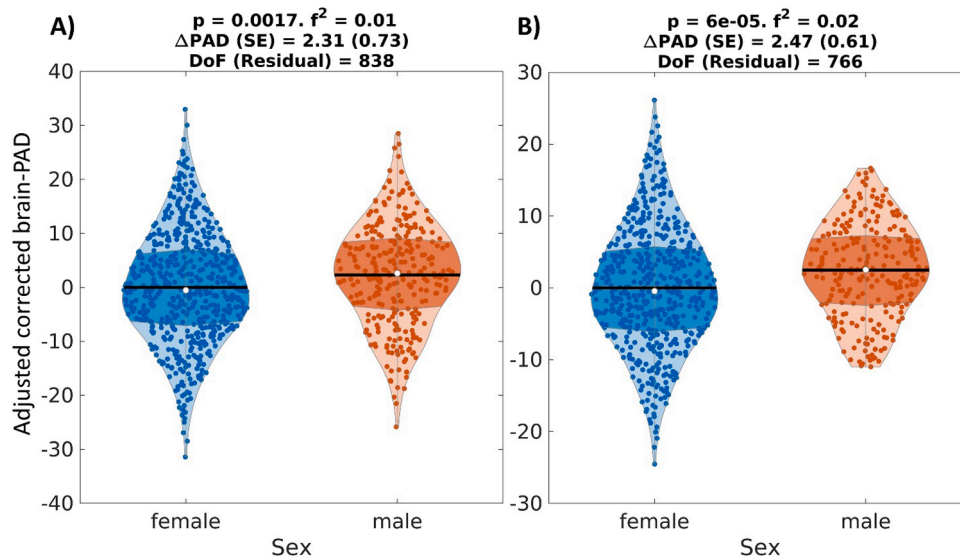 A)
p = 0.0017. f² = 0.01
ΔPAD (SE) = 2.31 (0.73)
DoF (Residual) = 838
Adjusted corrected brain-PAD
40
30
20
10
0
-10
-20
-30
-40
female
male
Sex
B)
p = 6e-05. f² = 0.02
ΔPAD (SE) = 2.47 (0.61)
DoF (Residual) = 766
30
20
10
0
-10
-20
-30
female
male
Sex